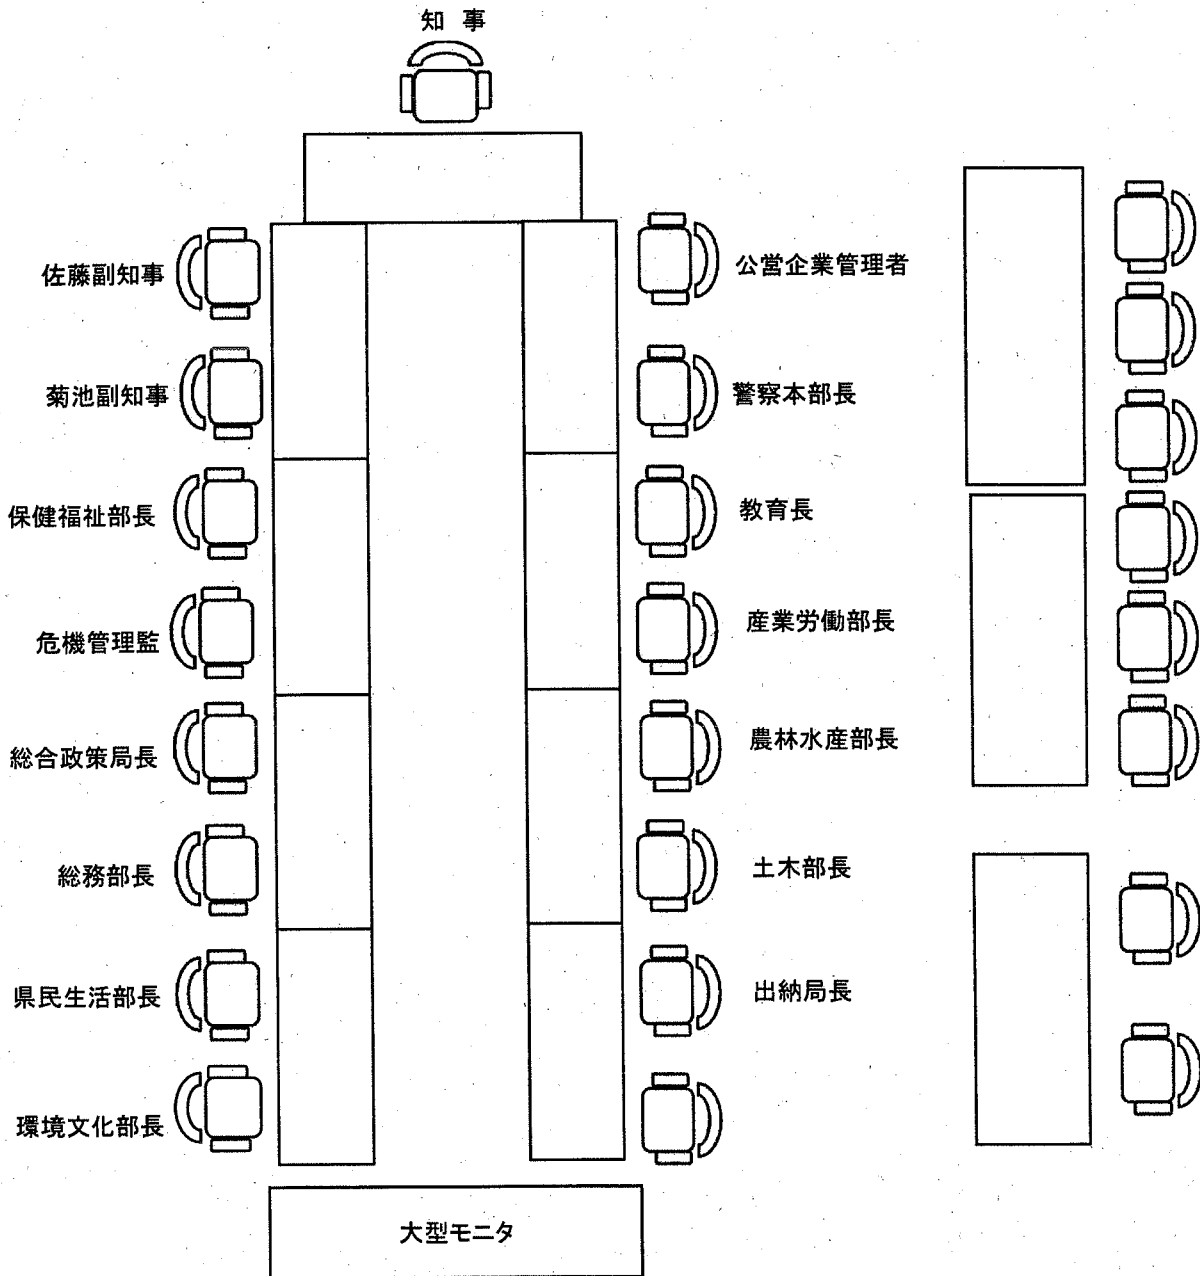 知 事
佐藤副知事
菊池副知事
保健福祉部長
危機管理監
総合政策局長
総務部長
県民生活部長
環境文化部長
公営企業管理者
警察本部長
教育長
産業労働部長
農林水産部長
土木部長
出納局長
大型モニタ